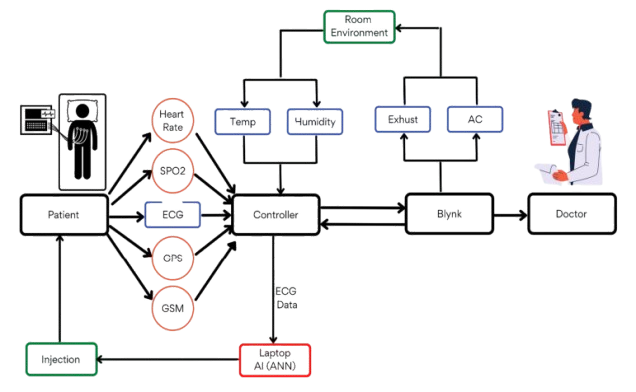 Room
Environment
Heart
Rate
Temp
Humidity
Exhust
AC
SPO2
Patient
ECG
Controller
Blynk
Doctor
GPS
ECG
Data
GSM
Injection
Laptop
AI (ANN)